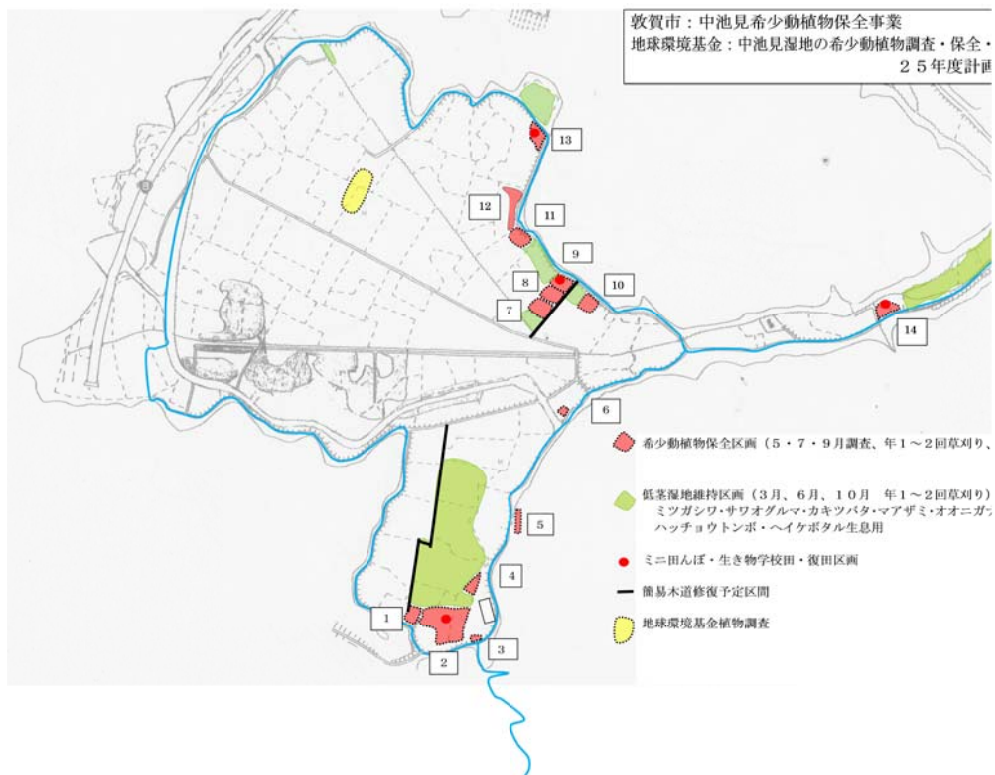 敦賀市：中池見希少動植物保全事業
地球環境基金：中池見湿地の希少動植物調査・保全・
２５年度計画
13
12
11
9
8
10
7
14
6
希少動植物保全区画（５・７・９月調査、年１～２回草刈り、
低茎湿地維持区画（３月、６月、１０月　年１～２回草刈り）
ミツガシワ・サワオグルマ・カキツバタ・マアザミ・オオニガナ
ハッチョウトンボ・ヘイケボタル生息用
5
ミニ田んぼ・生き物学校田・復田区画
4
簡易木道修復予定区間
1
地球環境基金植物調査
3
2